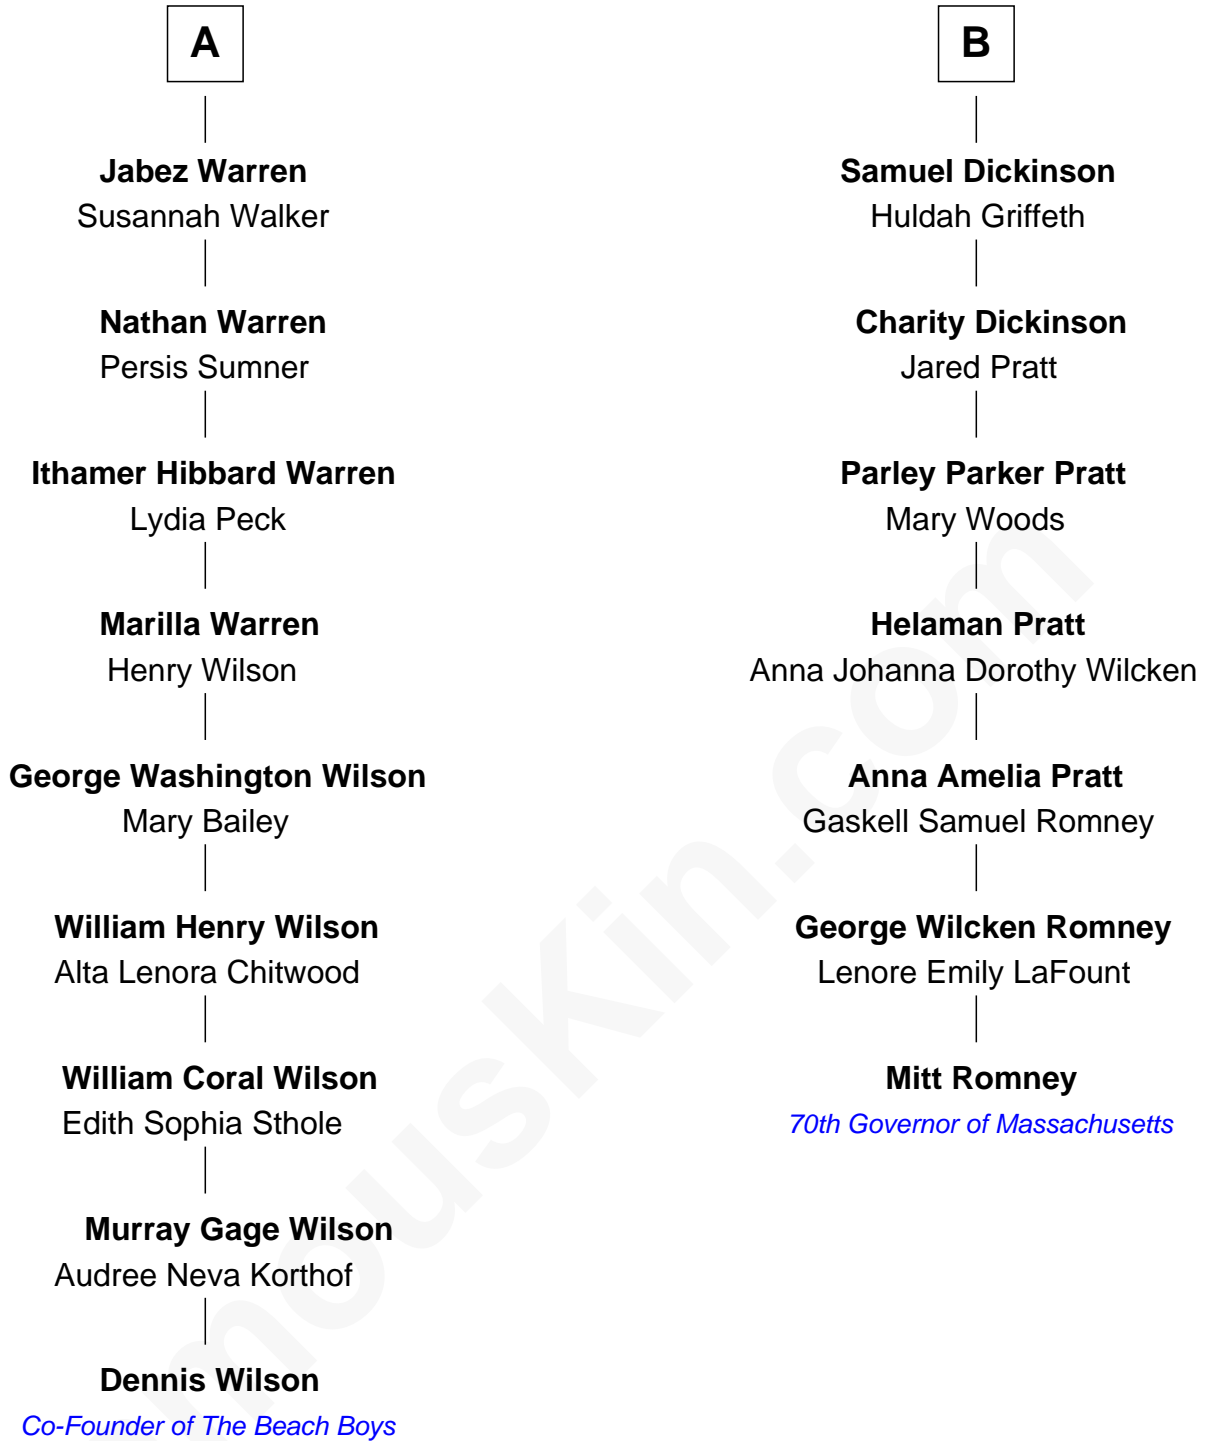 A
Jabez Warren
Susannah Walker
Nathan Warren
Persis Sumner
Ithamer Hibbard Warren
Lydia Peck
Marilla Warren
Henry Wilson
George Washington Wilson
Mary Bailey
William Henry Wilson
Alta Lenora Chitwood
William Coral Wilson
Edith Sophia Sthole
Murray Gage Wilson
Audree Neva Korthof
Dennis Wilson
Co-Founder of The Beach Boys
B
Samuel Dickinson
Huldah Griffeth
Charity Dickinson
Jared Pratt
Parley Parker Pratt
Mary Woods
Helaman Pratt
Anna Johanna Dorothy Wilcken
Anna Amelia Pratt
Gaskell Samuel Romney
George Wilcken Romney
Lenore Emily LaFount
Mitt Romney
70th Governor of Massachusetts
mousKin.com